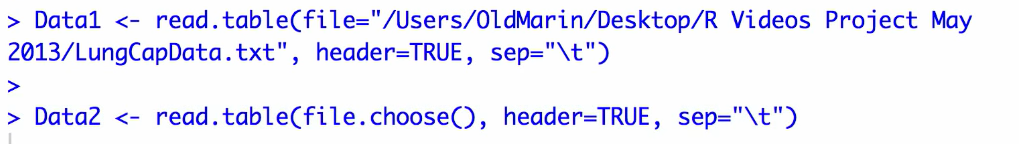 > Data1 <- read.table(file="/Users/OldMarin/Desktop/R Videos Project May
2013/LungCapData.txt", header=TRUE, sep="\t")
>
> Data2 <- read.table(file.choose(), header=TRUE, sep="\t")